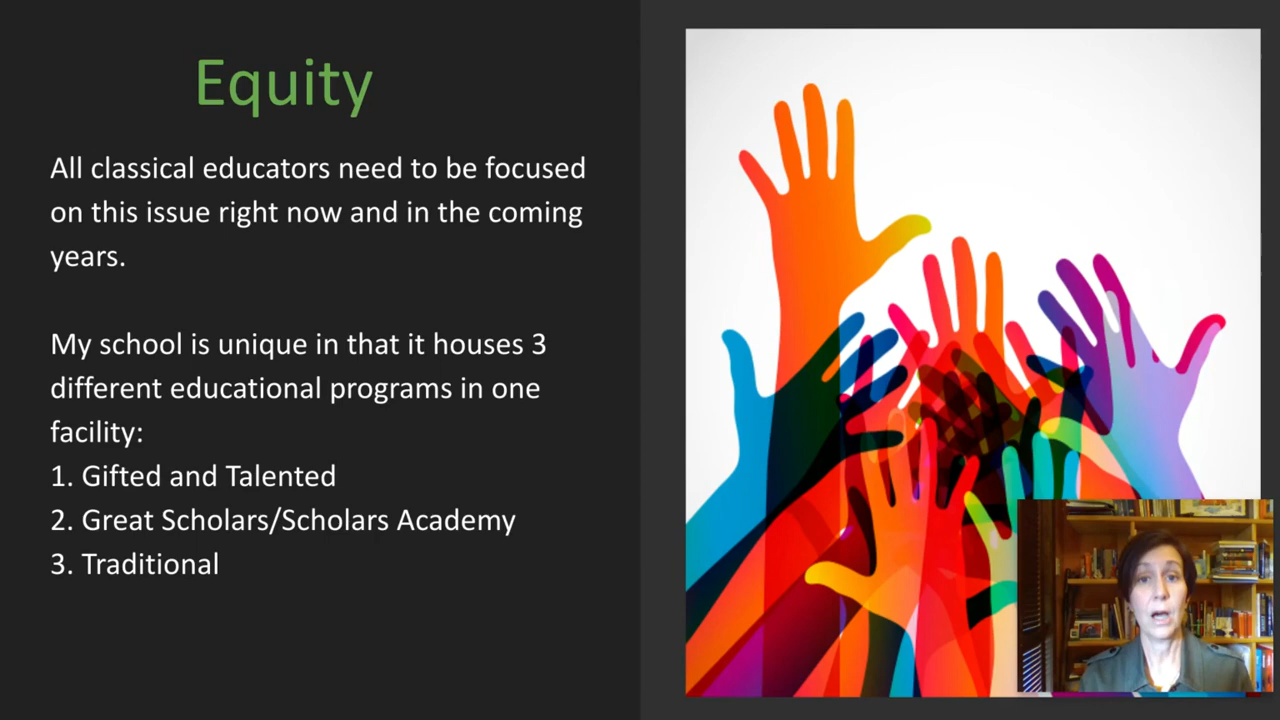 Equity
All classical educators need to be focused
on this issue right now and in the coming
years.
My school is unique in that it houses 3
different educational programs in one
facility:
1. Gifted and Talented
2. Great Scholars/Scholars Academy
3. Traditional